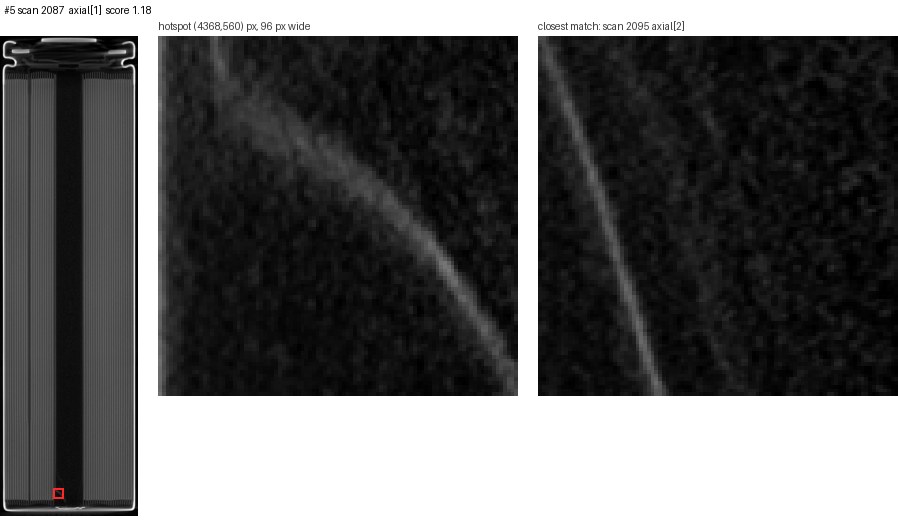 #5 scan 2087 axial[1] score 1.18
hotspot (4368,560) px, 96 px wide
closest match: scan 2095 axial[2]